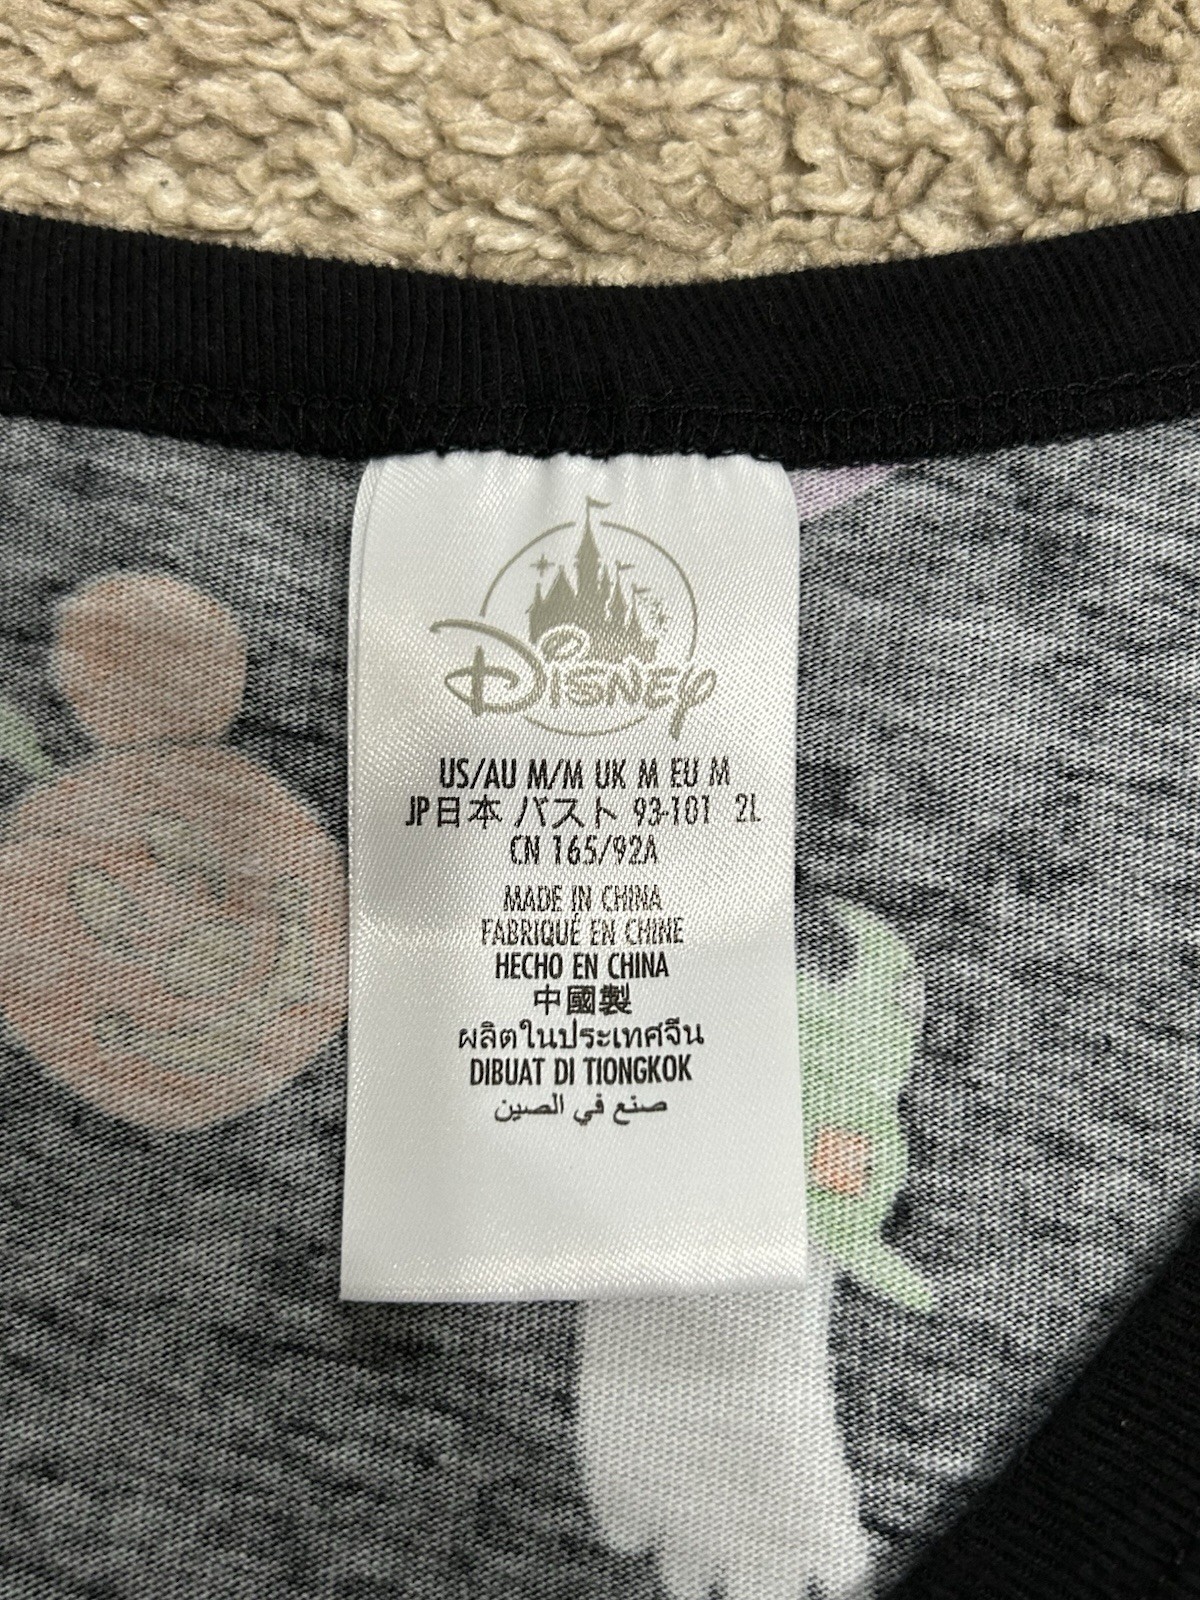 Disney
US/AU M/M UK M EU M
JP日本 バスト 93-101 2L
CN 165/92A
MADE IN CHINA
FABRIQUÉ EN CHINE
HECHO EN CHINA
中國製
ผลิตในประเทศจีน
DIBUAT DI TIONGKOK
صنع في الصين